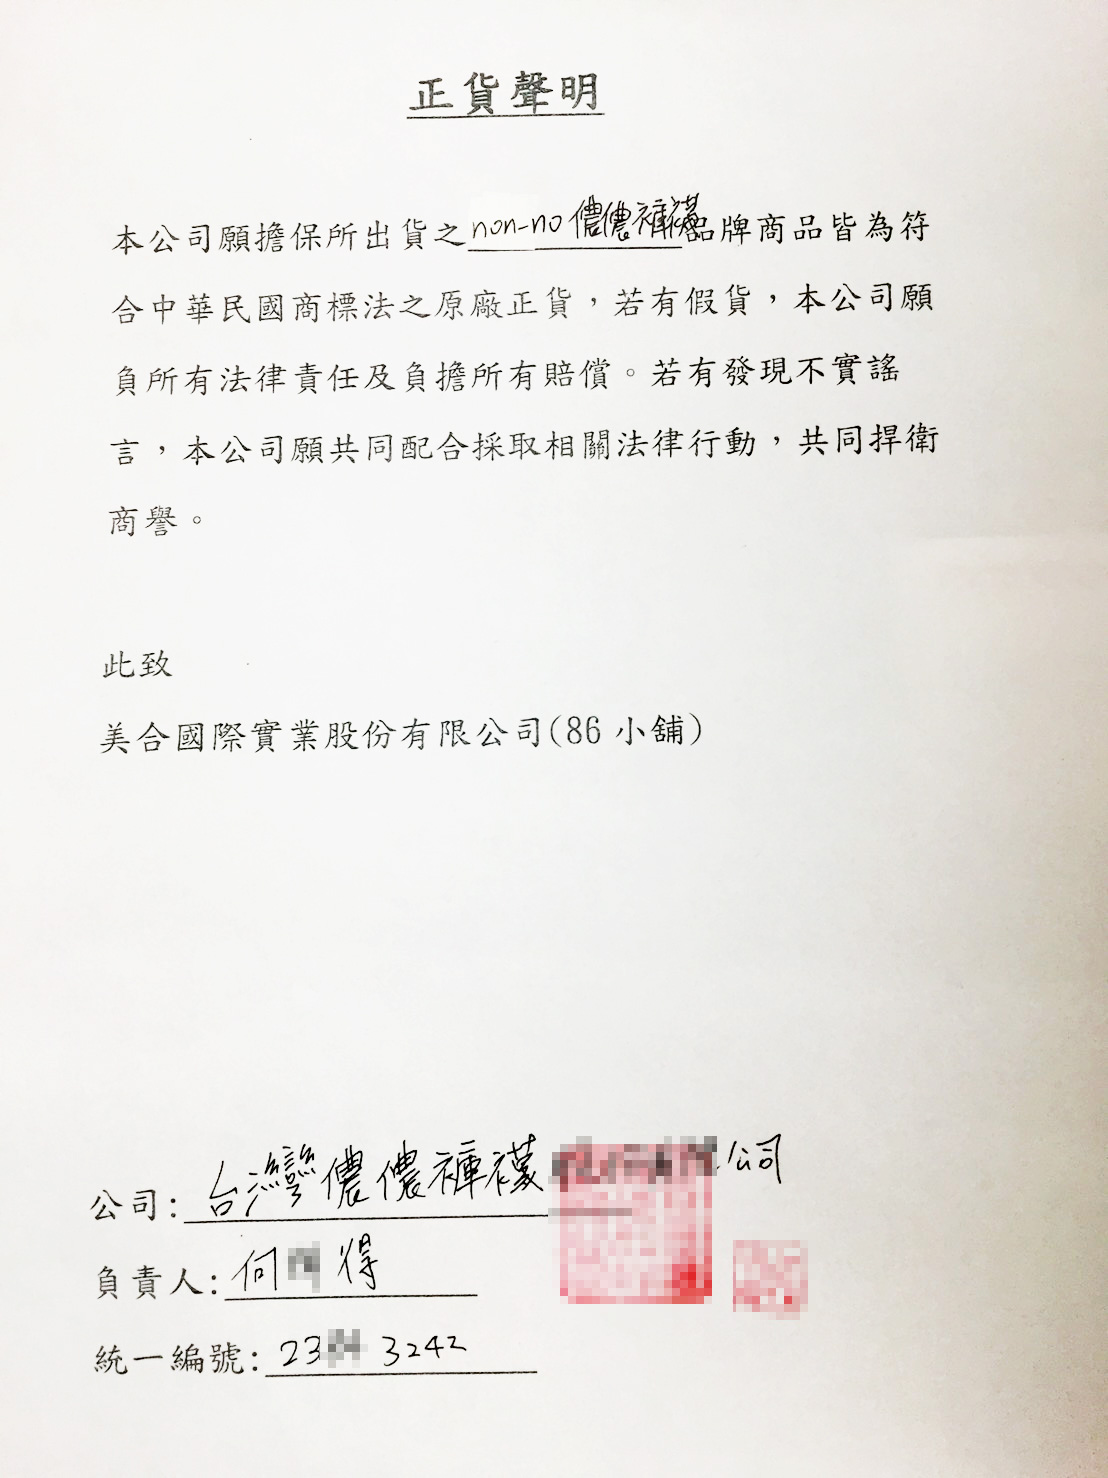 正貨聲明
本公司願擔保所出貨之non-no 儂儂褲襪品牌商品皆為符
合中華民國商標法之原廠正貨，若有假貨，本公司願
負所有法律責任及負擔所有賠償。若有發現不實謠
言，本公司願共同配合採取相關法律行動，共同捍衛
商譽。
此致
美合國際實業股份有限公司(86 小舖)
公司:台灣儂儂褲襪 公司
負責人:何 得
統一編號:23 3242